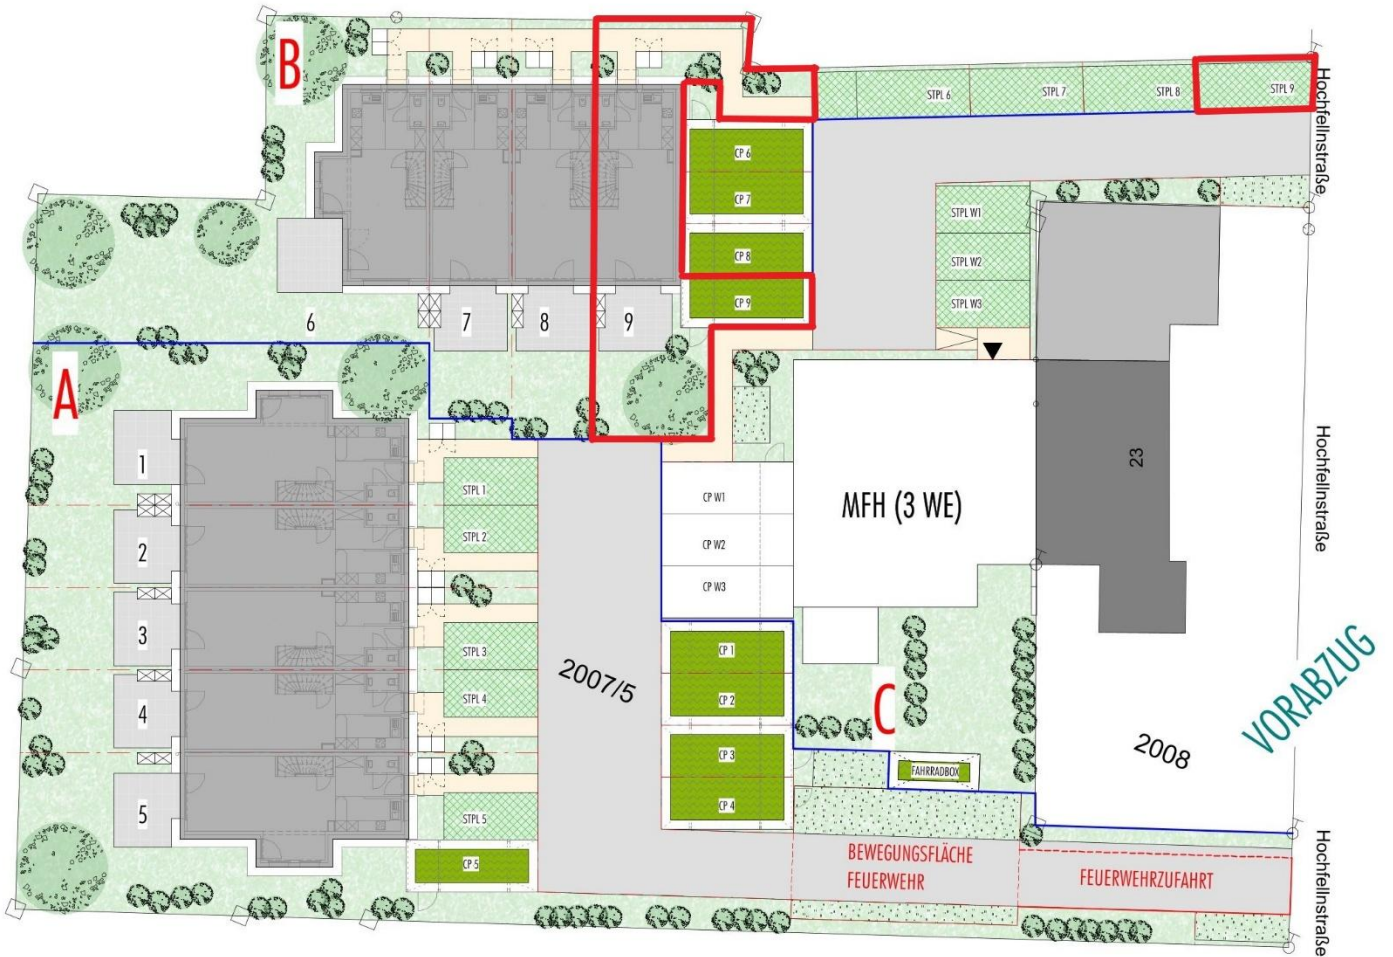 B
STPL 6
STPL 7
STPL 8
STPL 9
Hochfellnstraße
CP 6
CP 7
CP 8
CP 9
STPL W1
STPL W2
STPL W3
6
7
8
9
A
1
2
3
4
5
STPL 1
STPL 2
STPL 3
STPL 4
STPL 5
CP 5
2007/5
CP W1
CP W2
CP W3
MFH (3 WE)
23
Hochfellnstraße
CP 1
CP 2
CP 3
CP 4
C
FAHRRADBOX
2008
VORABZUG
BEWEGUNGSFLÄCHE
FEUERWEHR
FEUERWEHRZUFAHRT
Hochfellnstraße